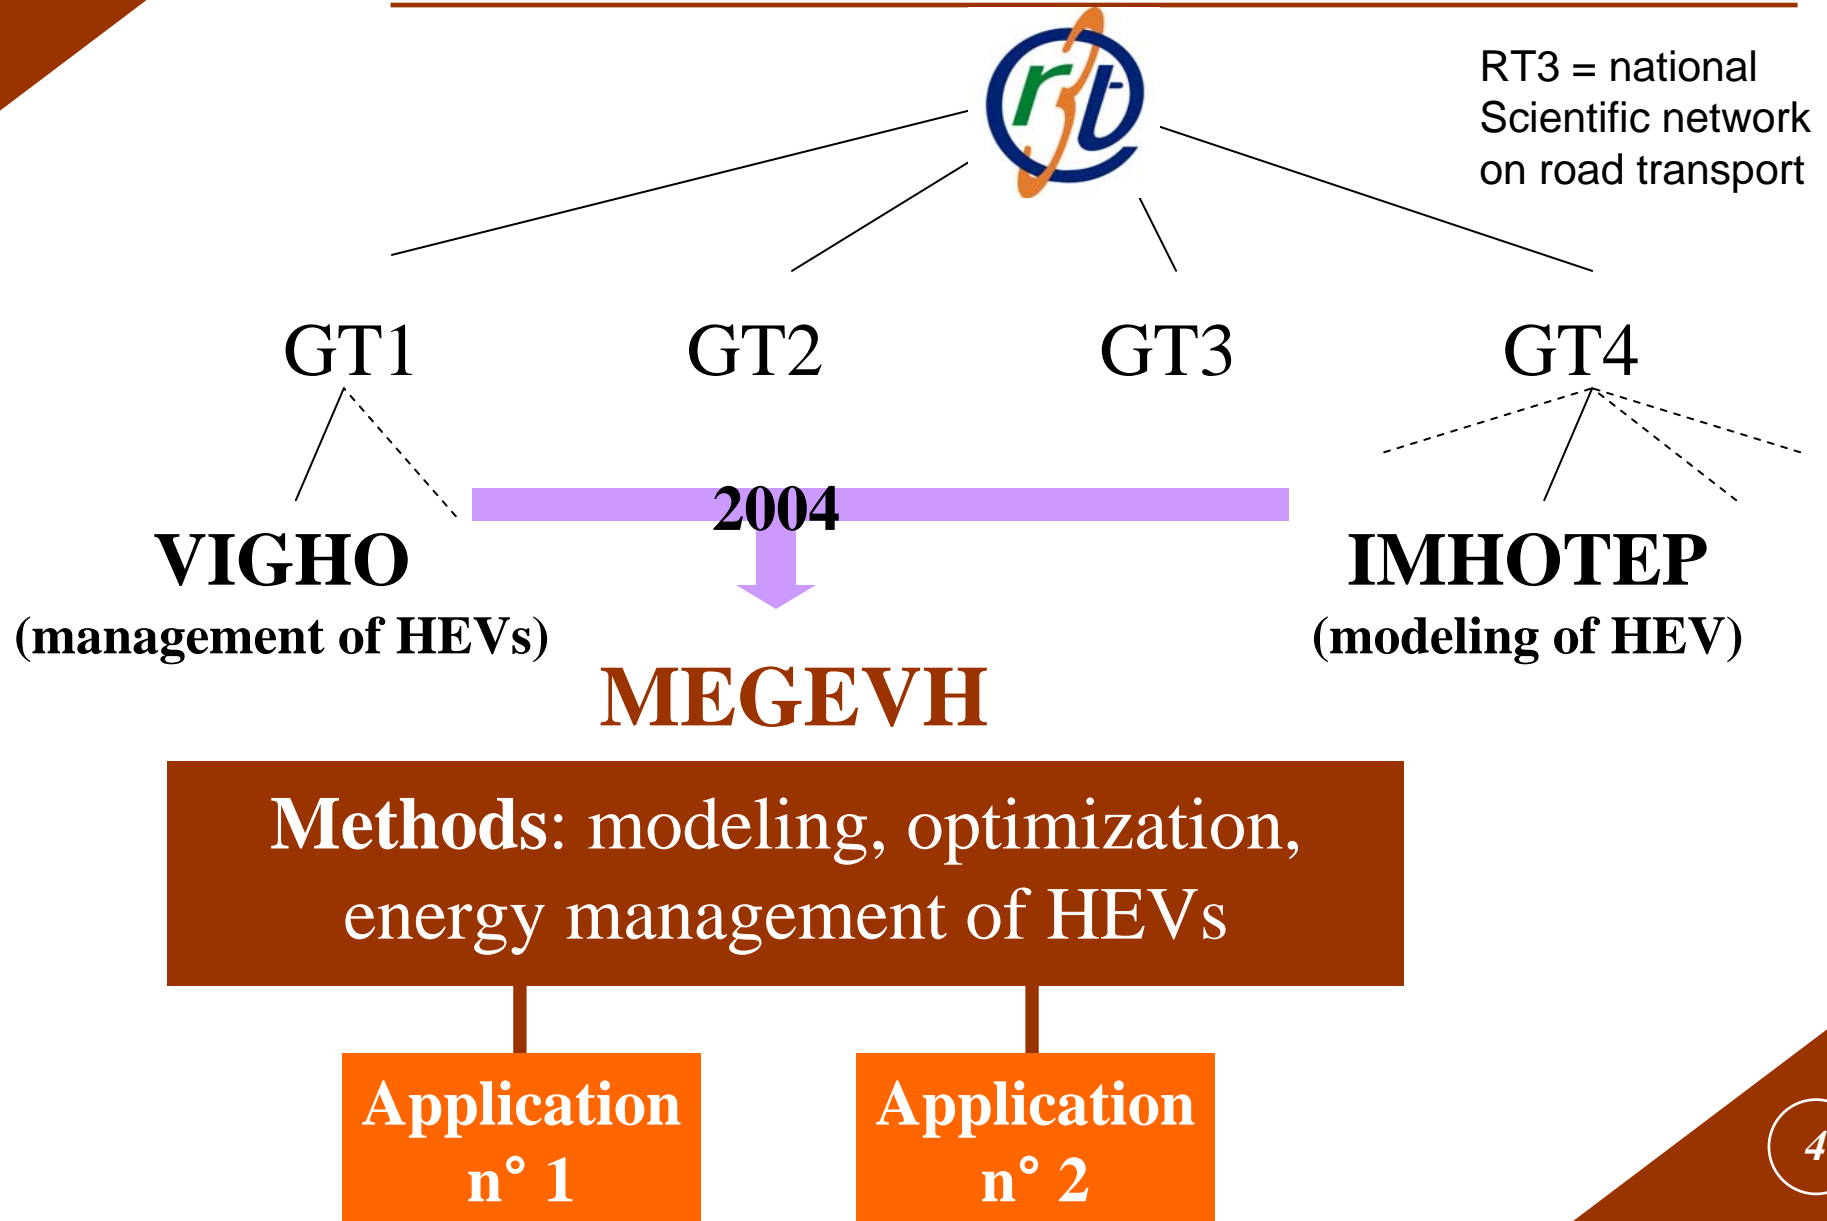 r3t
RT3 = national
Scientific network
on road transport
GT1
GT2
GT3
GT4
2004
VIGHO
(management of HEVs)
IMHOTEP
(modeling of HEV)
MEGEVH
Methods: modeling, optimization,
energy management of HEVs
Application
n° 1
Application
n° 2
4